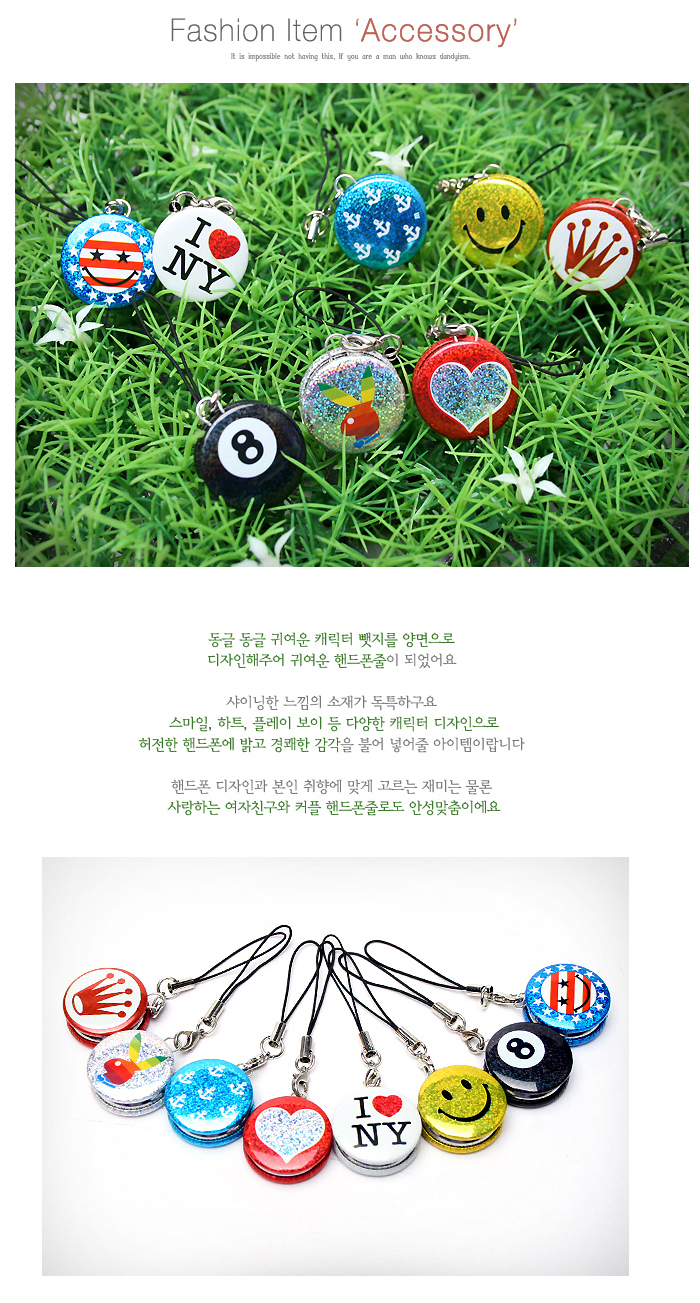 Fashion Item ‘Accessory’
It is impossible not having this, If you are a man who knows dandyism.
I
NY
8
동글 동글 귀여운 캐릭터 뺏지를 양면으로
디자인해주어 귀여운 핸드폰줄이 되었어요
샤이닝한 느낌의 소재가 독특하구요
스마일, 하트, 플레이 보이 등 다양한 캐릭터 디자인으로
허전한 핸드폰에 밝고 경쾌한 감각을 불어 넣어줄 아이템이랍니다
핸드폰 디자인과 본인 취향에 맞게 고르는 재미는 물론
사랑하는 여자친구와 커플 핸드폰줄로도 안성맞춤이에요
8
I
NY